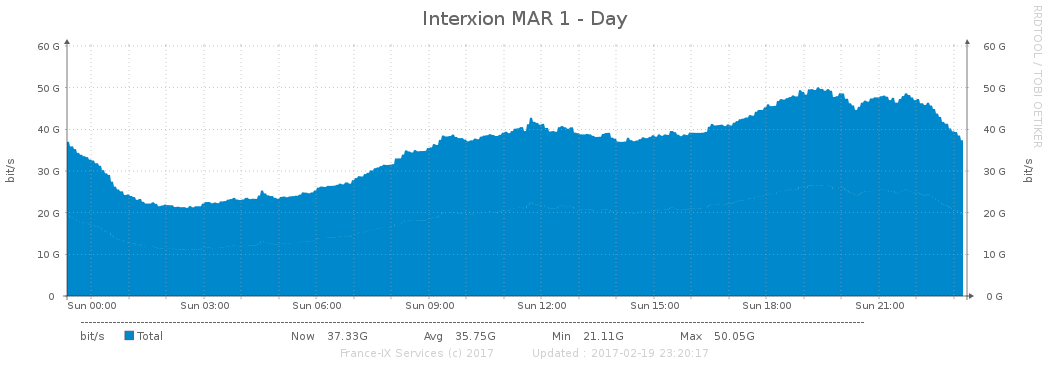 Interxion MAR 1 - Day
RRDTOOL / TOBI OETIKER
bit/s
60 G
50 G
40 G
30 G
20 G
10 G
0
60 G
50 G
40 G
30 G
20 G
10 G
0 G
bit/s
Sun 00:00 Sun 03:00 Sun 06:00 Sun 09:00 Sun 12:00 Sun 15:00 Sun 18:00 Sun 21:00
bit/s Total Now 37.33G Avg 35.75G Min 21.11G Max 50.05G
France-IX Services (c) 2017 Updated : 2017-02-19 23:20:17